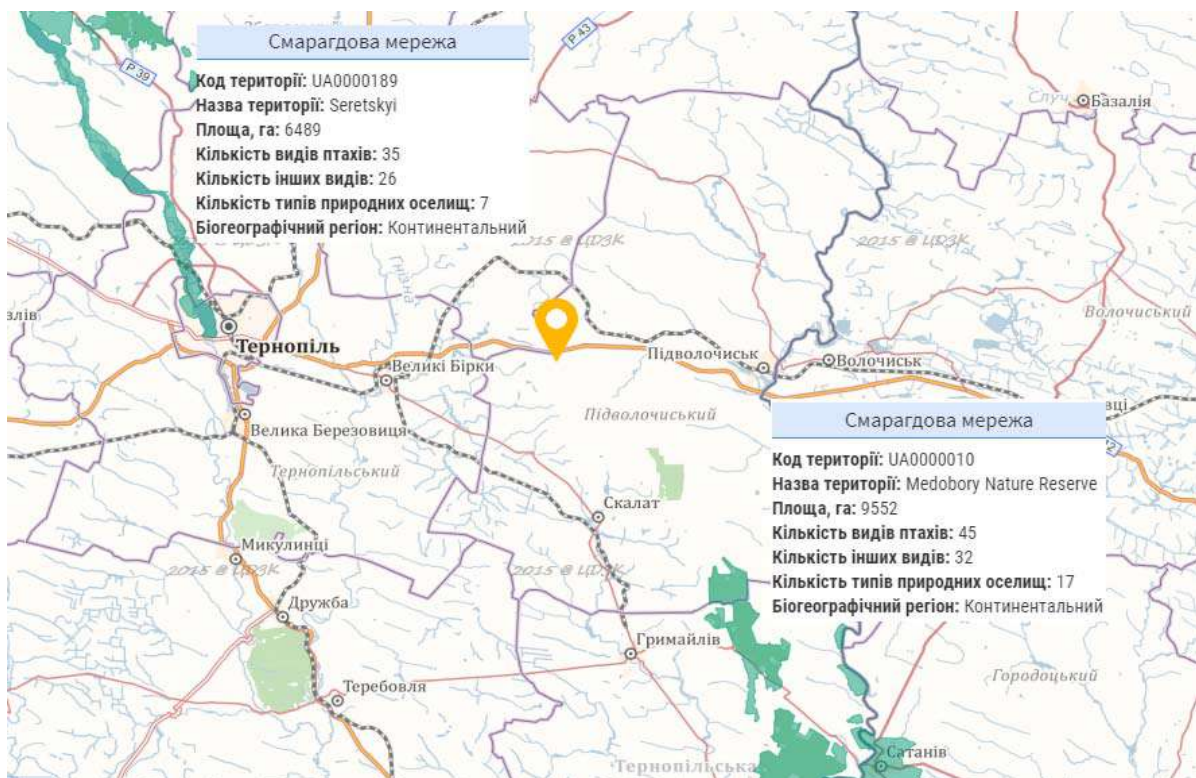 Смарагдова мережа
Код території: UA0000189
Назва території: Seretskyi
Площа, га: 6489
Кількість видів птахів: 35
Кількість інших видів: 26
Кількість типів природних оселищ: 7
Біогеографічний регіон: Континентальний
Р 39
Р 43
Случ
Базалія
2015 @ ЦДЗК
2015 @ ЦДЗК
Гнізна
Волочиський
Тернопіль
Підволочиськ
Волочиськ
Великі Бірки
Підволочиський
Велика Березовиця
Тернопільський
Смарагдова мережа
Код території: UA0000010
Назва території: Medobory Nature Reserve
Площа, га: 9552
Кількість видів птахів: 45
Кількість інших видів: 32
Кількість типів природних оселищ: 17
Біогеографічний регіон: Континентальний
Скалат
Микулинці
2015 @ ЦДЗК
2015 @ ЦДЗК
Дружба
Гримайлів
Городоцький
Теребовля
Сатанів
Тернопільська